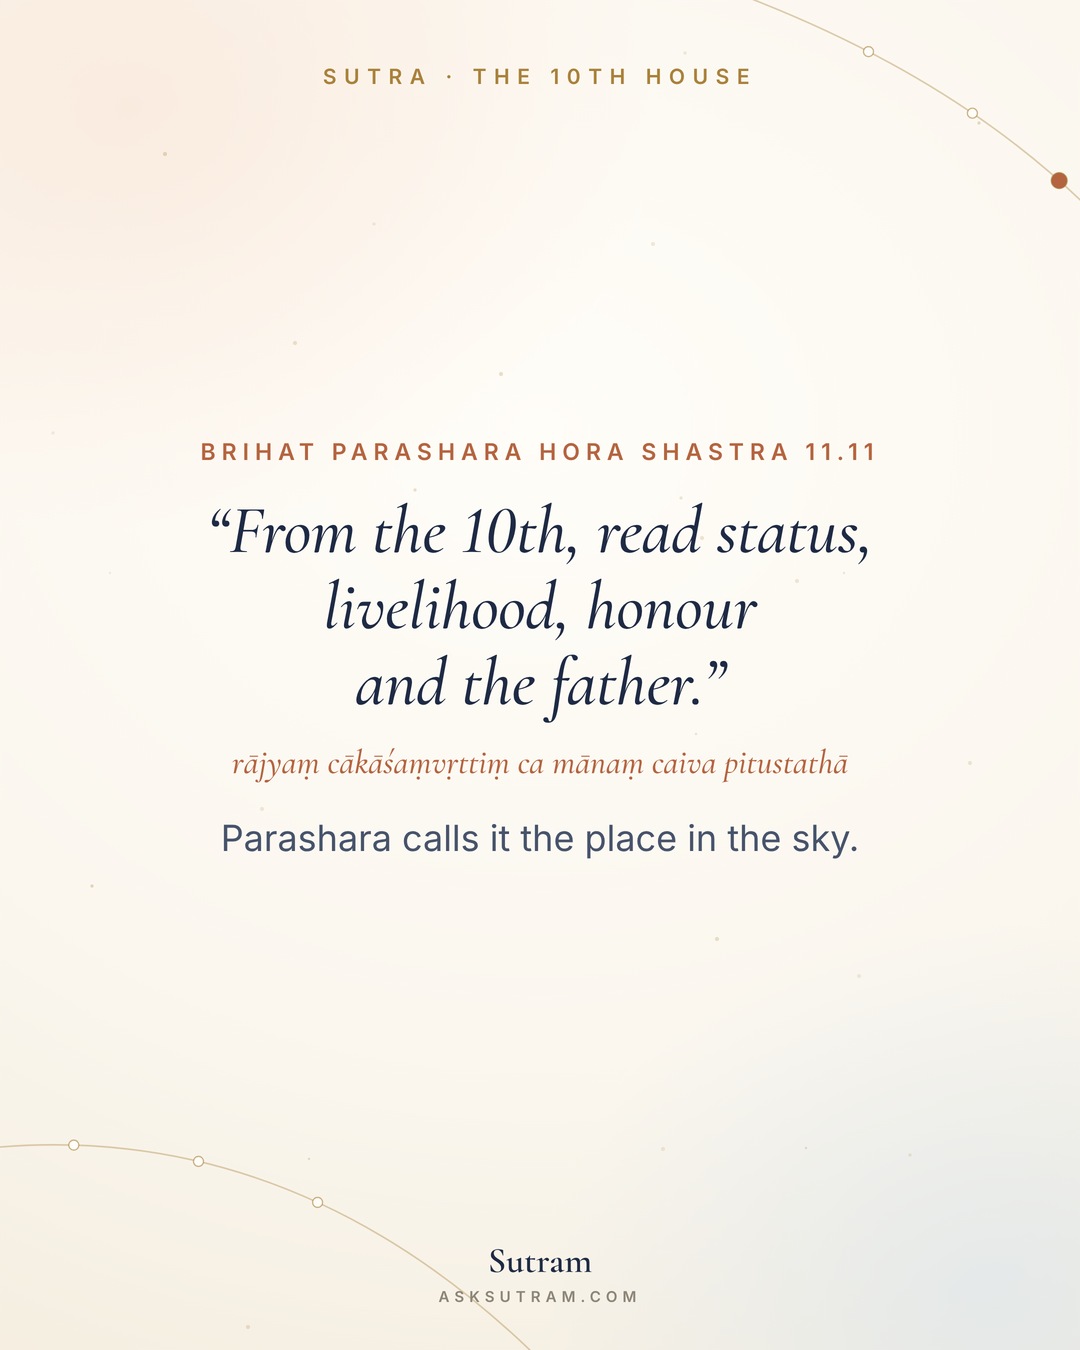 SUTRA · THE 10TH HOUSE
BRIHAT PARASHARA HORA SHASTRA 11.11
“From the 10th, read status,
livelihood, honour
and the father.”
rājyaṃ cākāśaṃvṛttiṃ ca mānaṃ caiva pitustathā
Parashara calls it the place in the sky.
Sutram
ASKSUTRAM.COM